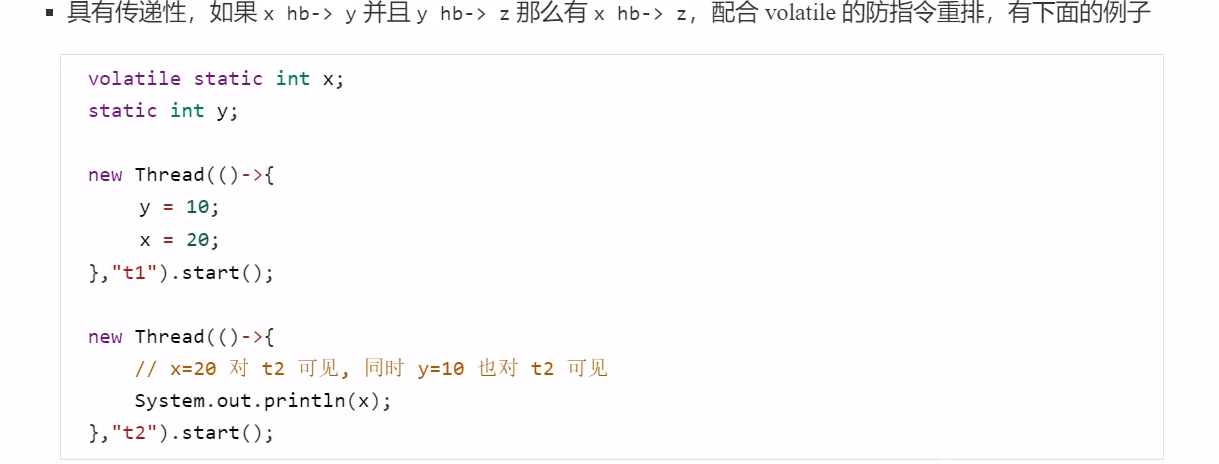 ▪ 具有传递性，如果 x hb-> y 并且 y hb-> z 那么有 x hb-> z，配合 volatile 的防指令重排，有下面的例子
volatile static int x;
static int y;

new Thread(()->{
    y = 10;
    x = 20;
},"t1").start();

new Thread(()->{
    // x=20 对 t2 可见, 同时 y=10 也对 t2 可见
    System.out.println(x);
},"t2").start();